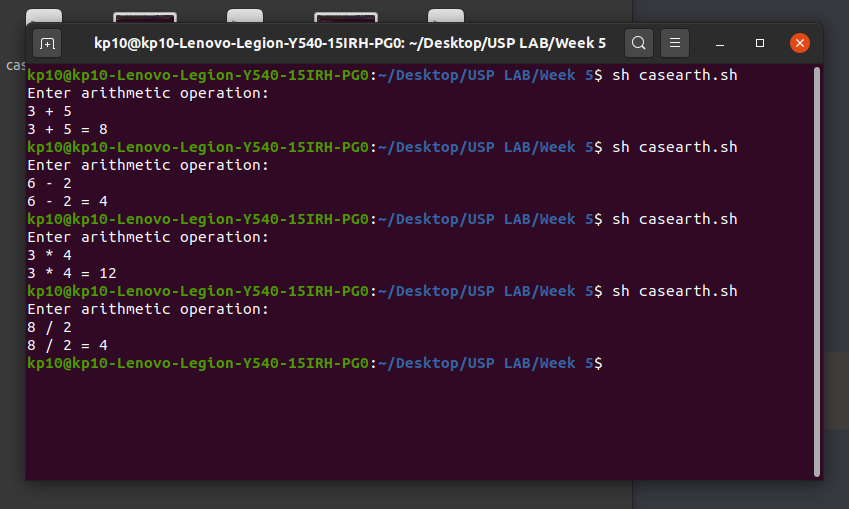 kp10@kp10-Lenovo-Legion-Y540-15IRH-PG0: ~/Desktop/USP LAB/Week 5
cas
kp10@kp10-Lenovo-Legion-Y540-15IRH-PG0:~/Desktop/USP LAB/Week 5$ sh casearth.sh
Enter arithmetic operation:
3 + 5
3 + 5 = 8
kp10@kp10-Lenovo-Legion-Y540-15IRH-PG0:~/Desktop/USP LAB/Week 5$ sh casearth.sh
Enter arithmetic operation:
6 - 2
6 - 2 = 4
kp10@kp10-Lenovo-Legion-Y540-15IRH-PG0:~/Desktop/USP LAB/Week 5$ sh casearth.sh
Enter arithmetic operation:
3 * 4
3 * 4 = 12
kp10@kp10-Lenovo-Legion-Y540-15IRH-PG0:~/Desktop/USP LAB/Week 5$ sh casearth.sh
Enter arithmetic operation:
8 / 2
8 / 2 = 4
kp10@kp10-Lenovo-Legion-Y540-15IRH-PG0:~/Desktop/USP LAB/Week 5$